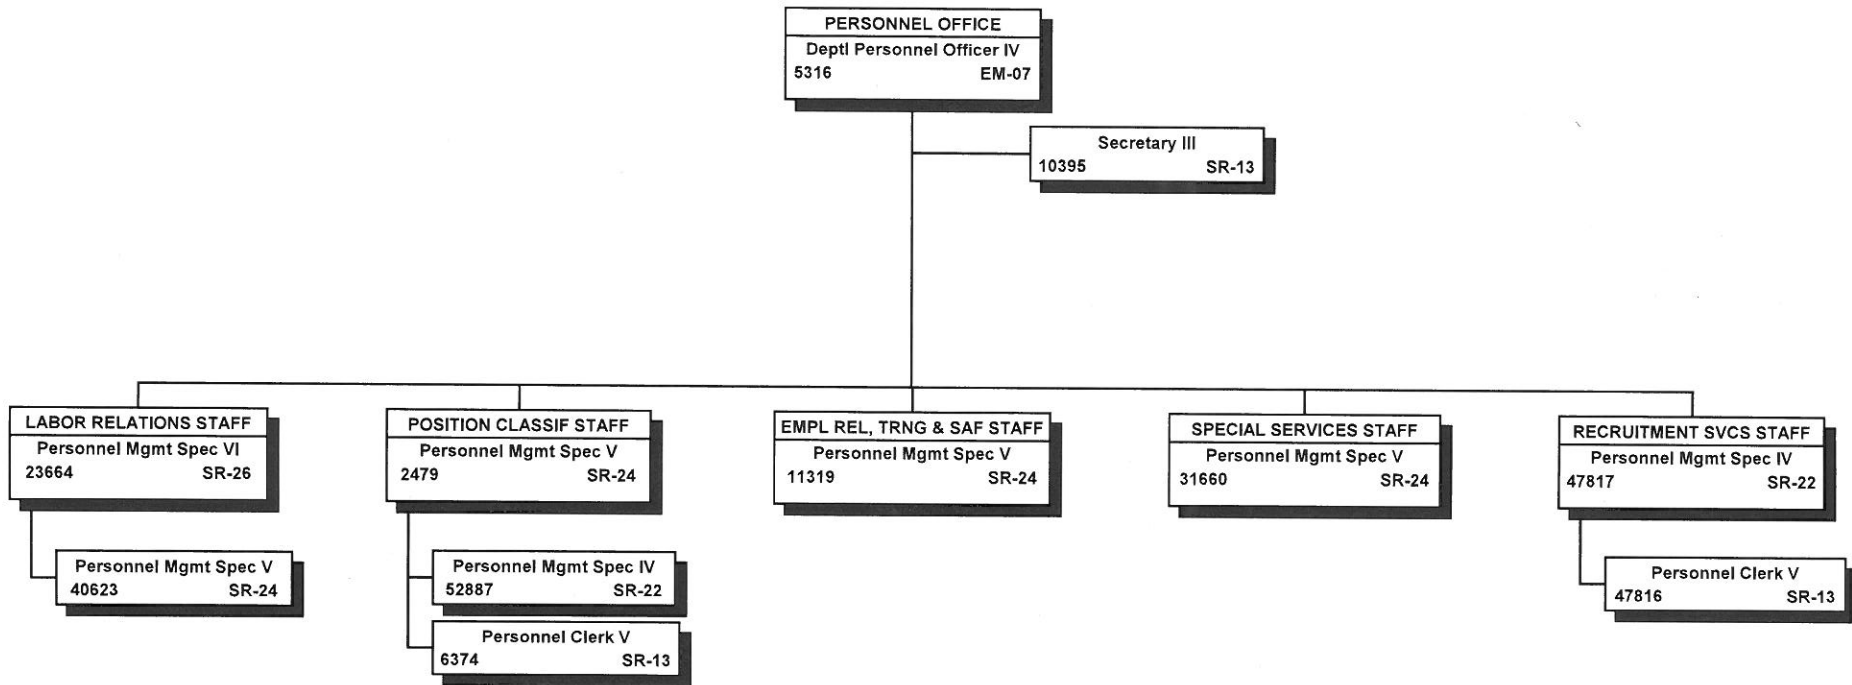 PERSONNEL OFFICE
Deptl Personnel Officer IV
5316 EM-07
Secretary III
10395 SR-13
LABOR RELATIONS STAFF
Personnel Mgmt Spec VI
23664 SR-26
Personnel Mgmt Spec V
40623 SR-24
POSITION CLASSIF STAFF
Personnel Mgmt Spec V
2479 SR-24
Personnel Mgmt Spec IV
52887 SR-22
Personnel Clerk V
6374 SR-13
EMPL REL, TRNG & SAF STAFF
Personnel Mgmt Spec V
11319 SR-24
SPECIAL SERVICES STAFF
Personnel Mgmt Spec V
31660 SR-24
RECRUITMENT SVCS STAFF
Personnel Mgmt Spec IV
47817 SR-22
Personnel Clerk V
47816 SR-13